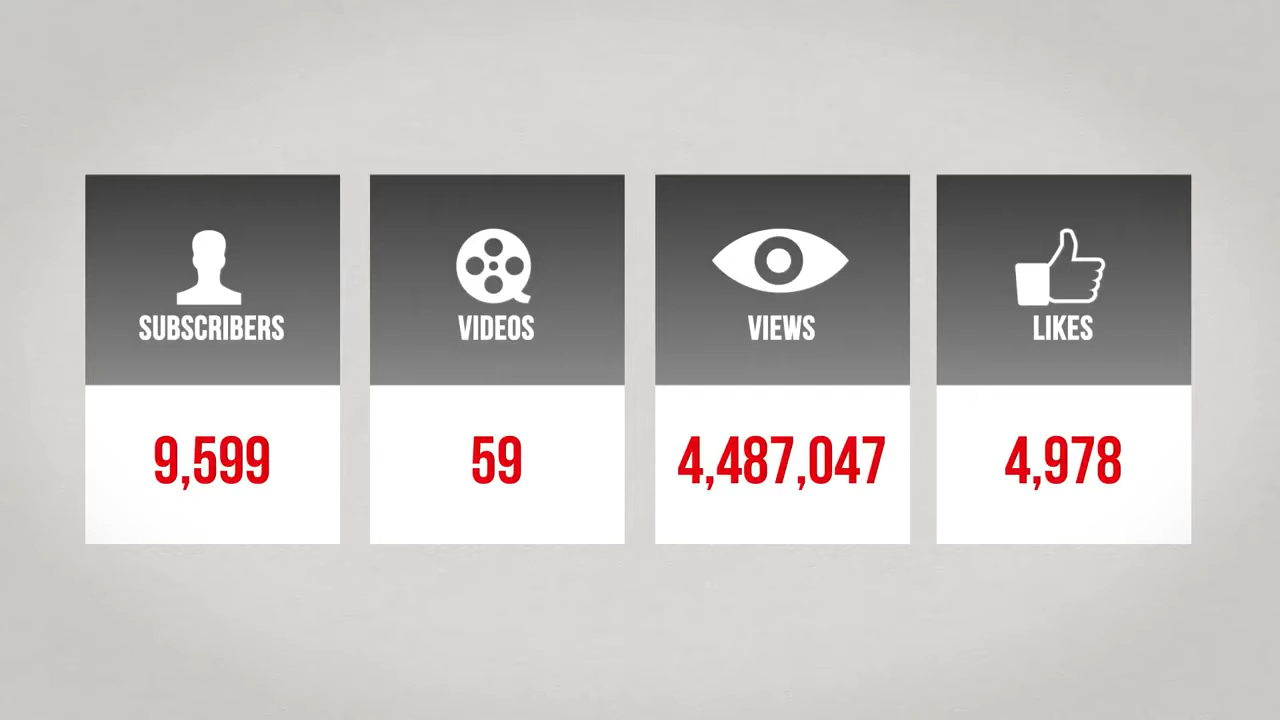 SUBSCRIBERS
9,599
VIDEOS
59
VIEWS
4,487,047
LIKES
4,978